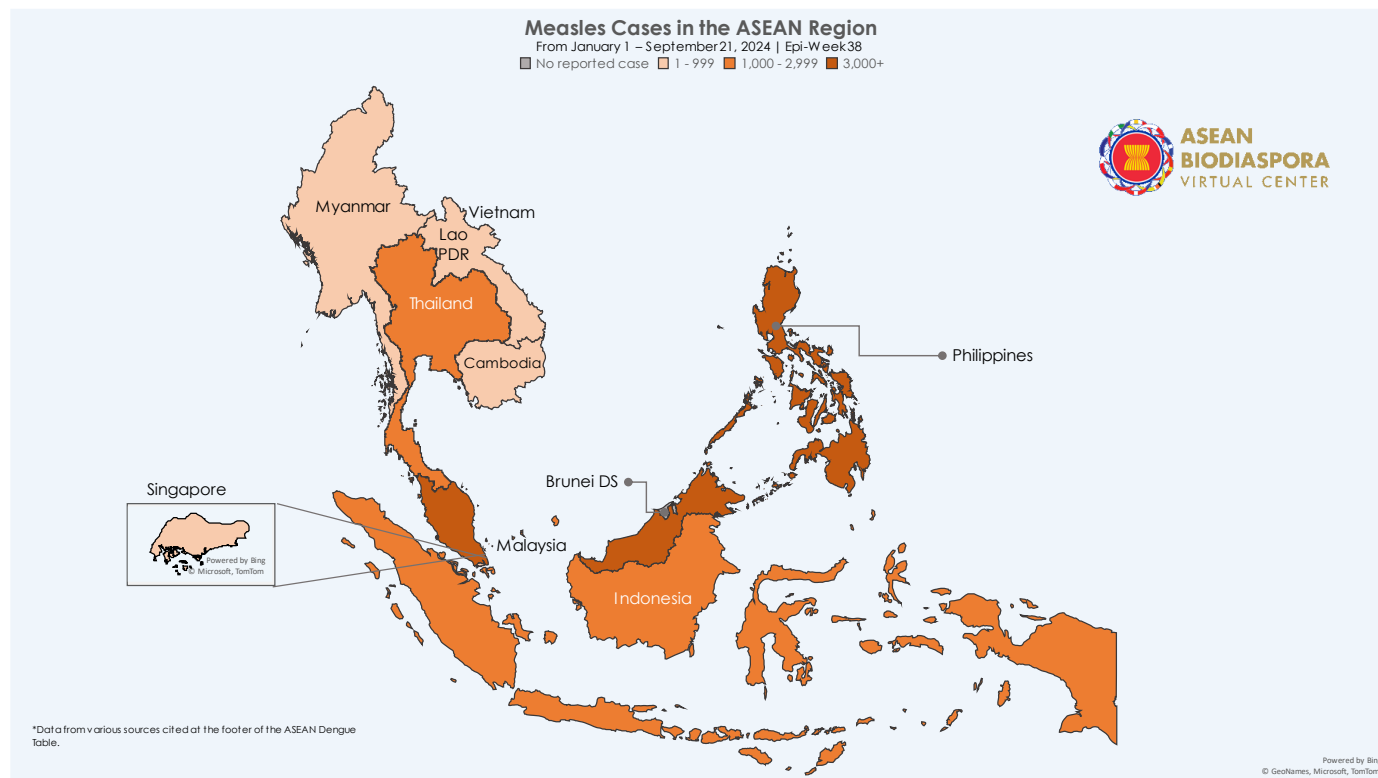 Measles Cases in the ASEAN Region
From January 1 – September 21, 2024 | Epi-Week 38
No reported case 1 - 999 1,000 - 2,999 3,000+
ASEAN
BIODIASPORA
VIRTUAL CENTER
Myanmar
Vietnam
Lao
PDR
Thailand
Cambodia
Philippines
Brunei DS
Singapore
Powered by Bing
© Microsoft, TomTom
Malaysia
Indonesia
*Data from various sources cited at the footer of the ASEAN Dengue
Table.
Powered by Bin
© GeoNames, Microsoft, TomTom